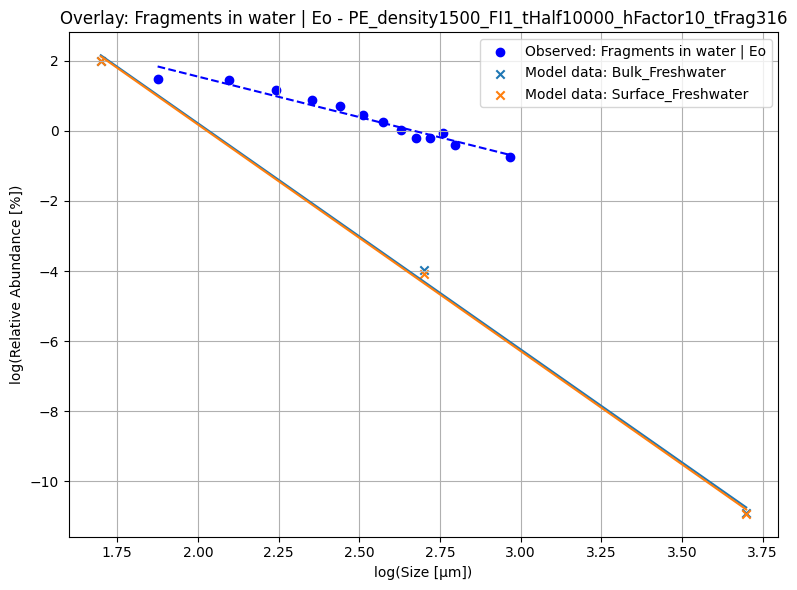 Overlay: Fragments in water | Eo - PE_density1500_FI1_tHalf10000_hFactor10_tFrag316
Observed: Fragments in water | Eo
Model data: Bulk_Freshwater
Model data: Surface_Freshwater
log(Relative Abundance [%])
2
0
−2
−4
−6
−8
−10
1.75 2.00 2.25 2.50 2.75 3.00 3.25 3.50 3.75
log(Size [μm])